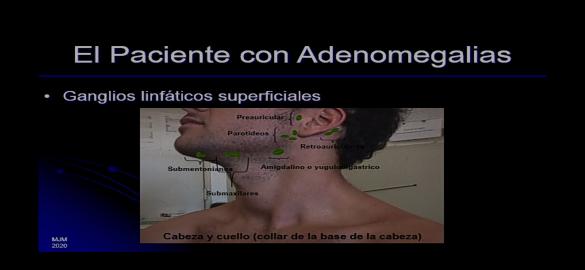 El Paciente con Adenomegalias
• Ganglios linfáticos superficiales
Preauricular
Parotídeos
Retroauriculares
Submentonianos
Amigdalino o yugulodigástrico
Submaxilares
Cabeza y cuello (collar de la base de la cabeza)
MJM
2020